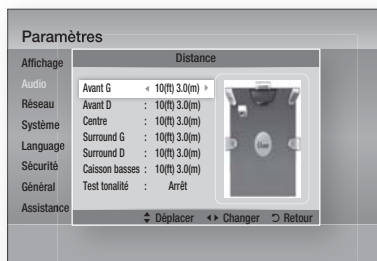 Paramètres
Affichage
Audio
Réseau
Système
Language
Sécurité
Général
Assistance
Distance
Avant G ◄ 10(ft) 3.0(m) ►
Avant D : 10(ft) 3.0(m)
Centre : 10(ft) 3.0(m)
Surround G : 10(ft) 3.0(m)
Surround D : 10(ft) 3.0(m)
Caisson basses : 10(ft) 3.0(m)
Test tonalité : Arrêt
Déplacer ◄► Changer Retour